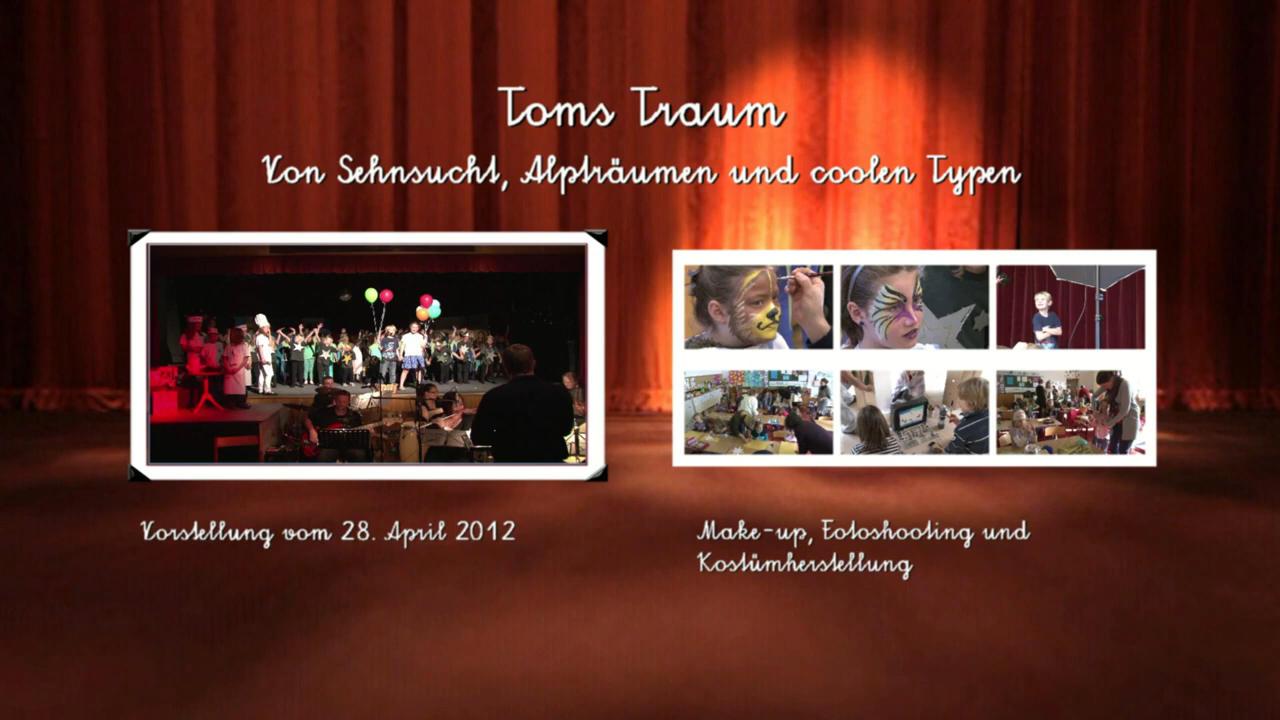 Toms Traum
Von Sehnsucht, Alpträumen und coolen Typen
Vorstellung vom 28. April 2012
Make-up, Fotoshooting und
Kostümherstellung